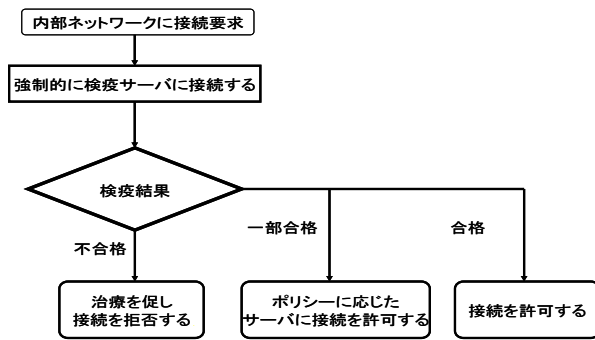 内部ネットワークに接続要求
強制的に検疫サーバに接続する
検疫結果
一部合格
合格
不合格
治療を促し
接続を拒否する
ポリシーに応じた
サーバに接続を許可する
接続を許可する